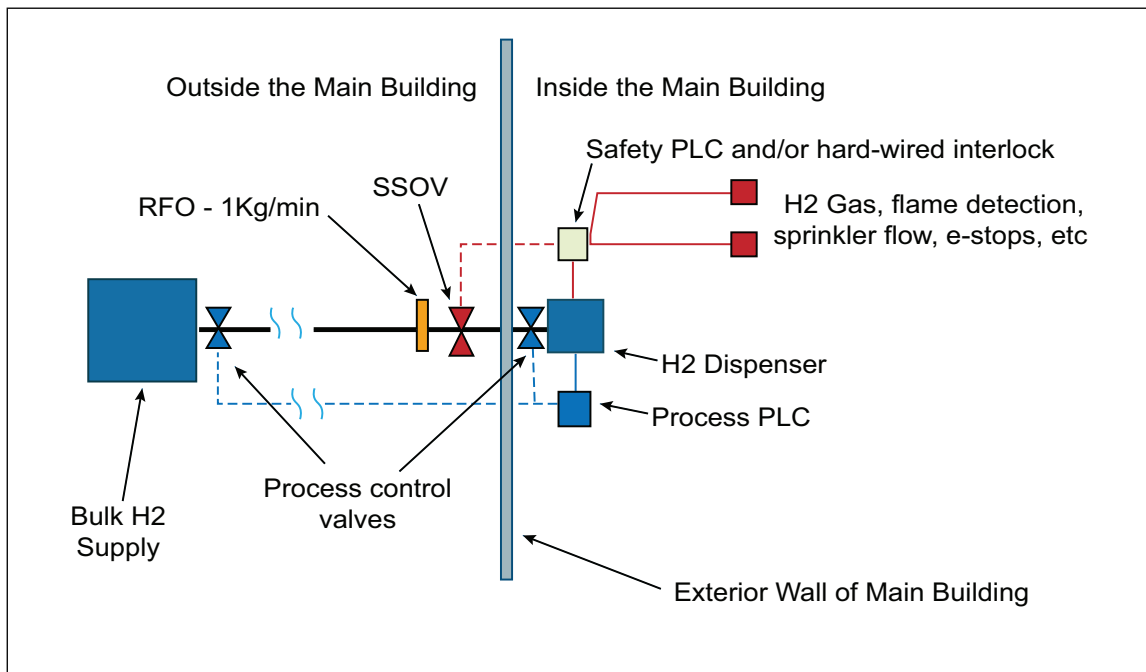 Outside the Main Building
Inside the Main Building
Safety PLC and/or hard-wired interlock
SSOV
RFO - 1Kg/min
H2 Gas, flame detection,
sprinkler flow, e-stops, etc
H2 Dispenser
Process PLC
Process control
valves
Bulk H2
Supply
Exterior Wall of Main Building